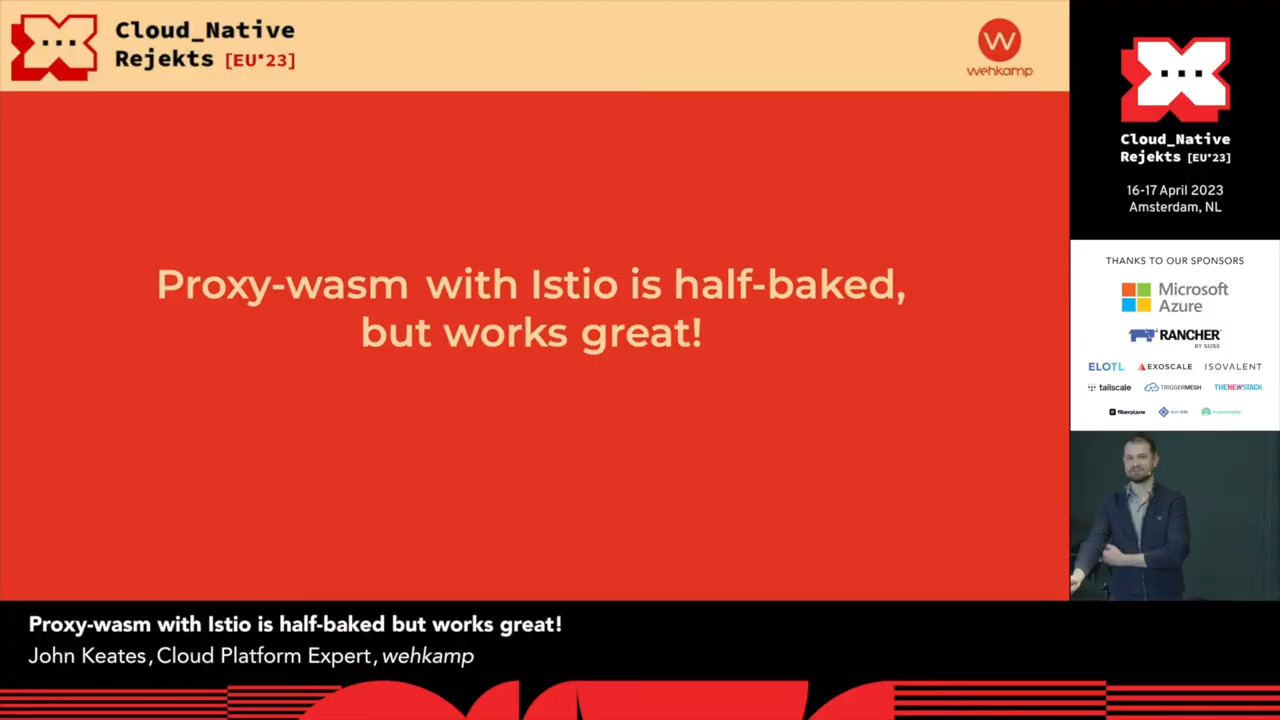 Cloud_Native
Rejekts [EU'23]
wehkamp
Proxy-wasm with Istio is half-baked,
but works great!
Cloud_Native
Rejekts [EU'23]
16-17 April 2023
Amsterdam, NL
THANKS TO OUR SPONSORS
Microsoft
Azure
RANCHER
BY SUSE
ELOTL EXOSCALE ISOVALENT
tailscale TRIGGERMESH THENEWSTACK
fiberplane
Proxy-wasm with Istio is half-baked but works great!
John Keates, Cloud Platform Expert, wehkamp